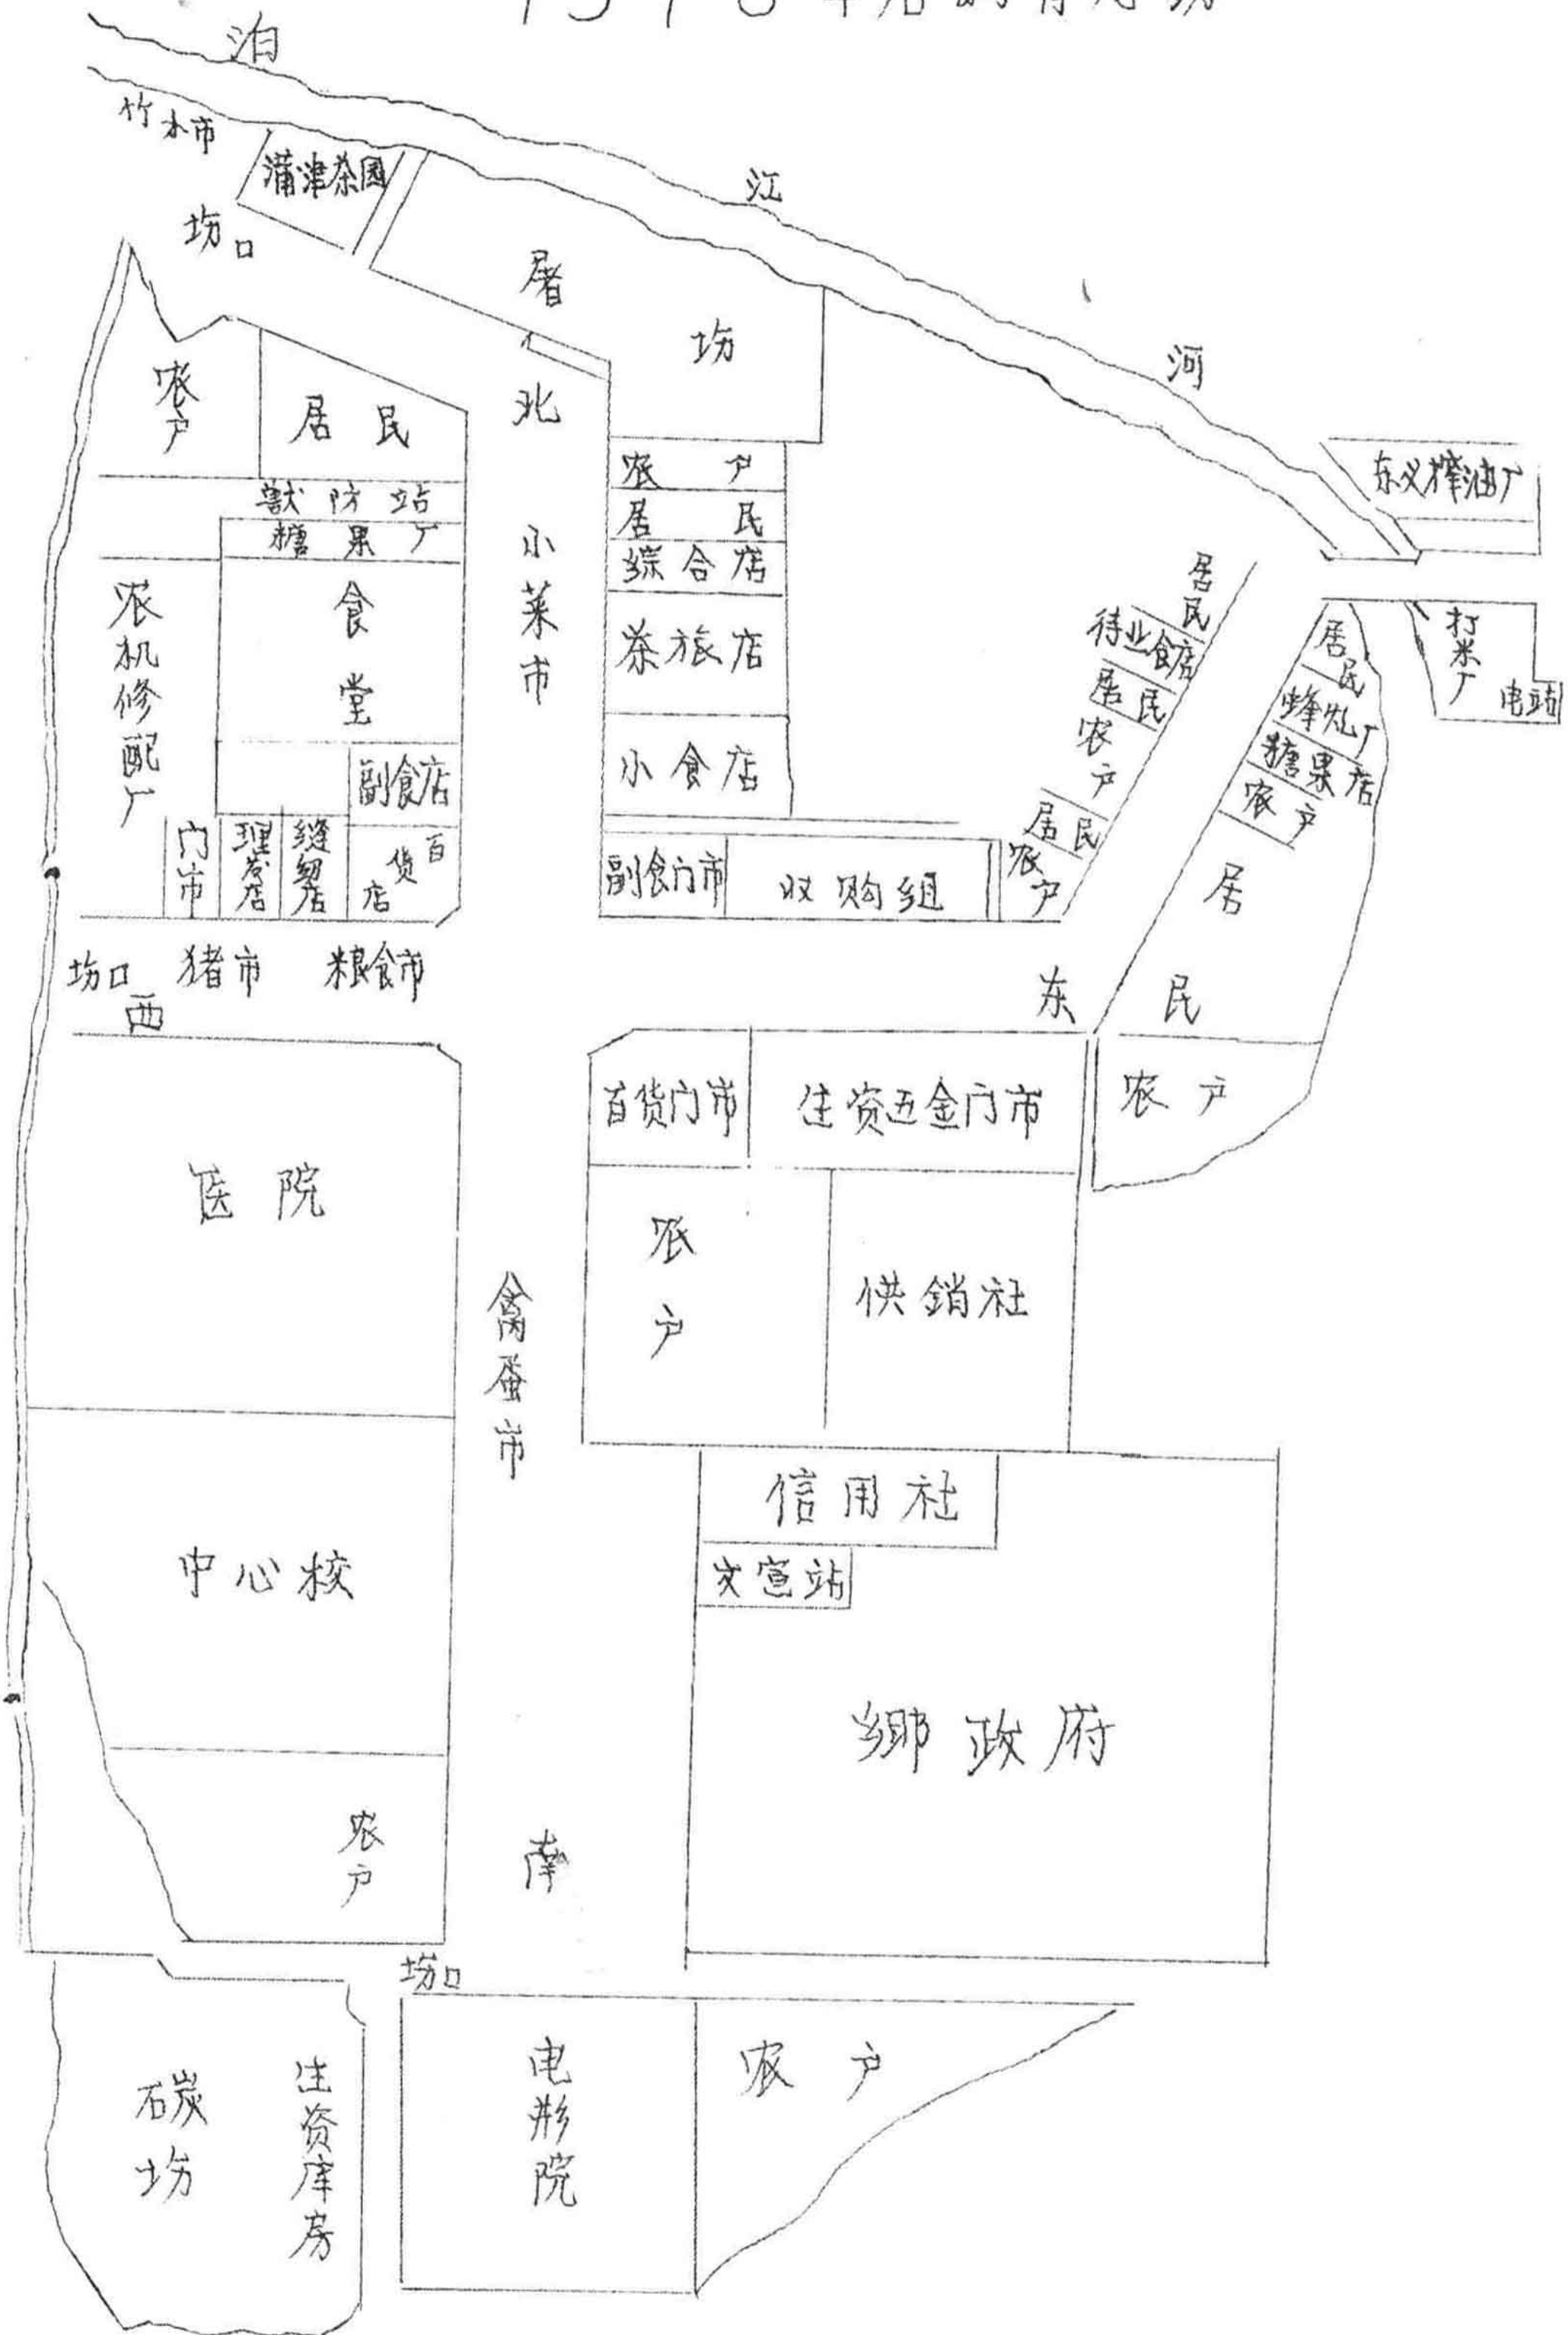 年后的
泊
江
河
竹木市
蒲津茶园
坊口
屠
坊
农户
居民
北
兽防站
糖果厂
农户
居民
综合店
茶旅店
小食店
小菜市
食堂
农机修配厂
副食店
门市
理发店
缝纫店
百货店
副食门市
收购组
东义榨油厂
打米厂
电站
居民
待业食店
居民
农户
居民
农户
居民
蜂灶厂
糖果店
农户
居民
坊口
西
猪市
粮食市
东
农户
百货门市
生资五金门市
医院
农户
供銷社
禽蛋市
信用社
文宣站
中心校
鄉政府
农户
南
坊口
石炭坊
生资库房
电影院
农户